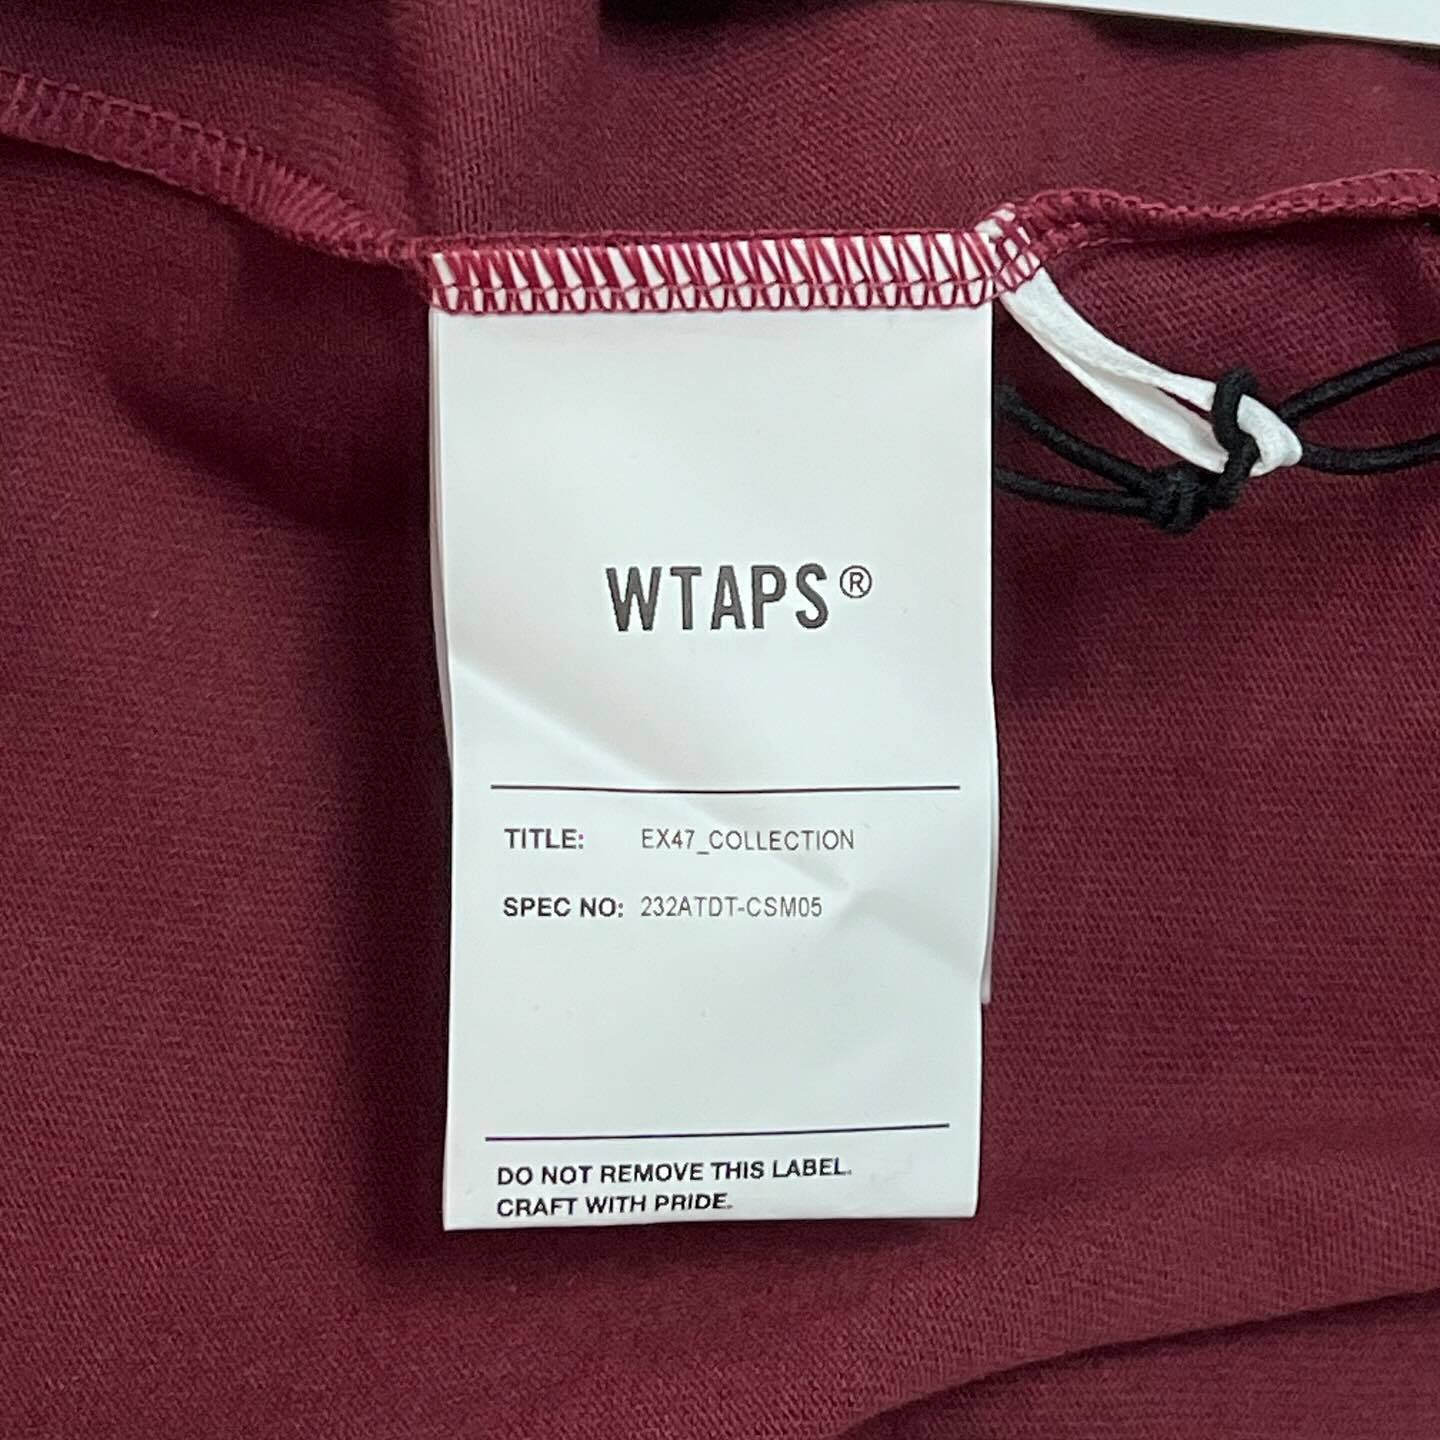 WTAPS®
TITLE: EX47_COLLECTION
SPEC NO: 232ATDT-CSM05
DO NOT REMOVE THIS LABEL.
CRAFT WITH PRIDE.